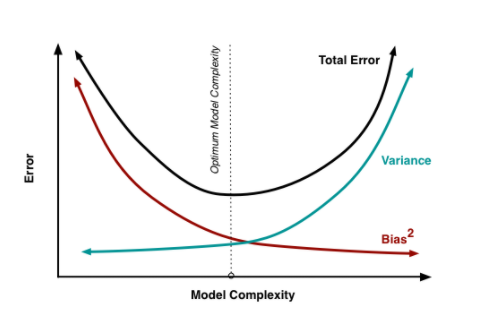 Total Error
Optimum Model Complexity
Error
Variance
Bias²
Model Complexity